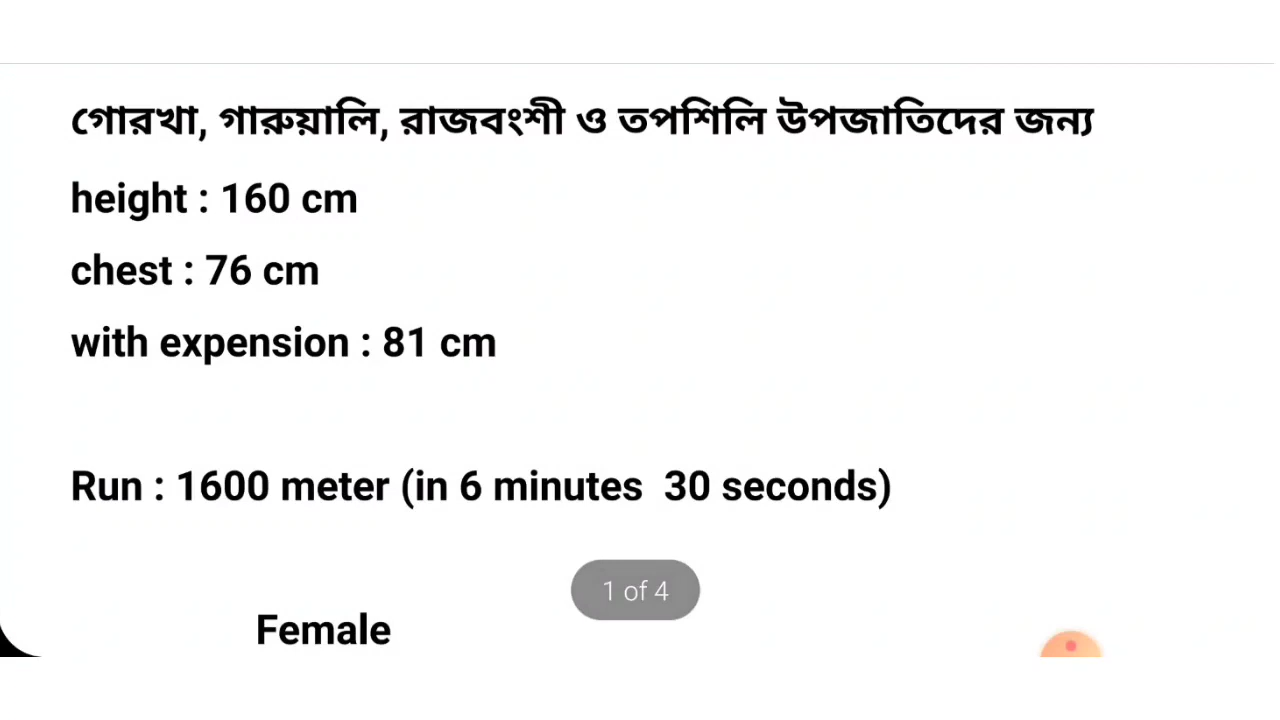 গোরখা, গারুয়ালি, রাজবংশী ও তপশিলি উপজাতিদের জন্য
height : 160 cm
chest : 76 cm
with expension : 81 cm
Run : 1600 meter (in 6 minutes  30 seconds)
1 of 4
Female